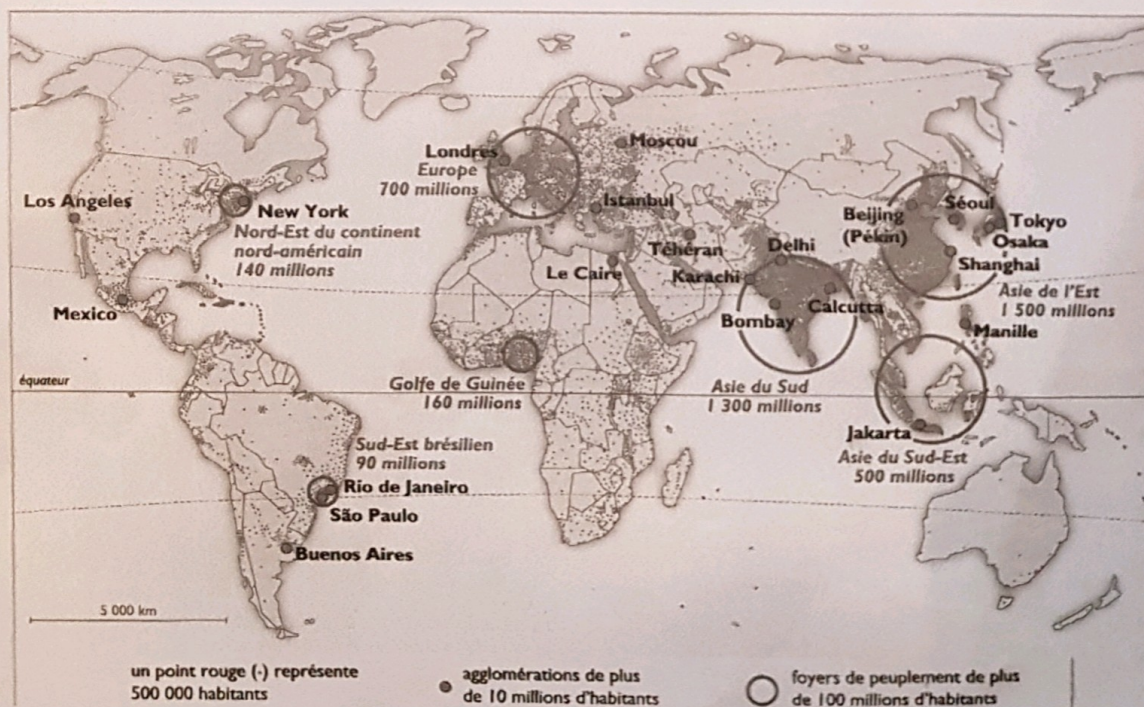 Londres
Europe
700 millions
Moscou
Los Angeles
New York
Nord-Est du continent
nord-américain
140 millions
Istanbul
Téhéran
Le Caire
Karachi
Delhi
Beijing
(Pékin)
Séoul
Tokyo
Osaka
Shanghai
Asie de l'Est
1 500 millions
Mexico
Bombay
Calcutta
Manille
équateur
Golfe de Guinée
160 millions
Asie du Sud
1 300 millions
Sud-Est brésilien
90 millions
Jakarta
Asie du Sud-Est
500 millions
Rio de Janeiro
São Paulo
Buenos Aires
5 000 km
un point rouge (·) représente
500 000 habitants
agglomérations de plus
de 10 millions d'habitants
foyers de peuplement de plus
de 100 millions d'habitants